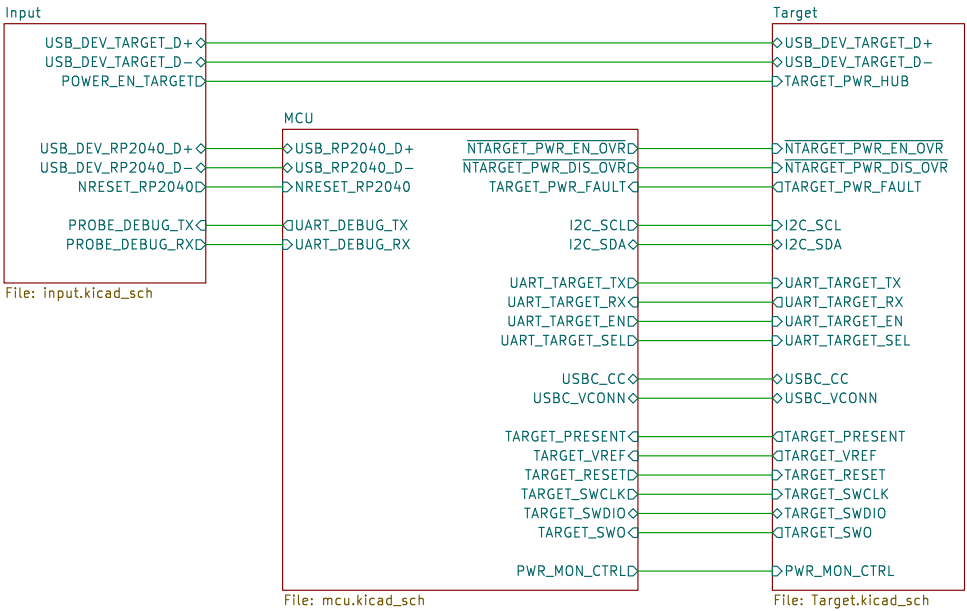 Input
USB_DEV_TARGET_D+
USB_DEV_TARGET_D-
POWER_EN_TARGET
USB_DEV_RP2040_D+
USB_DEV_RP2040_D-
NRESET_RP2040
PROBE_DEBUG_TX
PROBE_DEBUG_RX
File: input.kicad_sch
MCU
USB_RP2040_D+
USB_RP2040_D-
NRESET_RP2040
UART_DEBUG_TX
UART_DEBUG_RX
NTARGET_PWR_EN_OVR
NTARGET_PWR_DIS_OVR
TARGET_PWR_FAULT
I2C_SCL
I2C_SDA
UART_TARGET_TX
UART_TARGET_RX
UART_TARGET_EN
UART_TARGET_SEL
USBC_CC
USBC_VCONN
TARGET_PRESENT
TARGET_VREF
TARGET_RESET
TARGET_SWCLK
TARGET_SWDIO
TARGET_SWO
PWR_MON_CTRL
File: mcu.kicad_sch
Target
USB_DEV_TARGET_D+
USB_DEV_TARGET_D-
TARGET_PWR_HUB
NTARGET_PWR_EN_OVR
NTARGET_PWR_DIS_OVR
TARGET_PWR_FAULT
I2C_SCL
I2C_SDA
UART_TARGET_TX
UART_TARGET_RX
UART_TARGET_EN
UART_TARGET_SEL
USBC_CC
USBC_VCONN
TARGET_PRESENT
TARGET_VREF
TARGET_RESET
TARGET_SWCLK
TARGET_SWDIO
TARGET_SWO
PWR_MON_CTRL
File: Target.kicad_sch